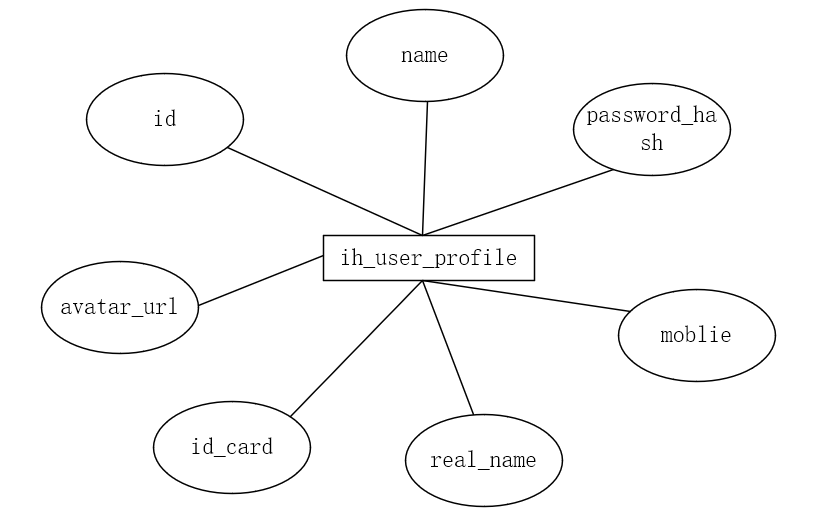 name
id
password_ha
sh
ih_user_profile
avatar_url
moblie
id_card
real_name